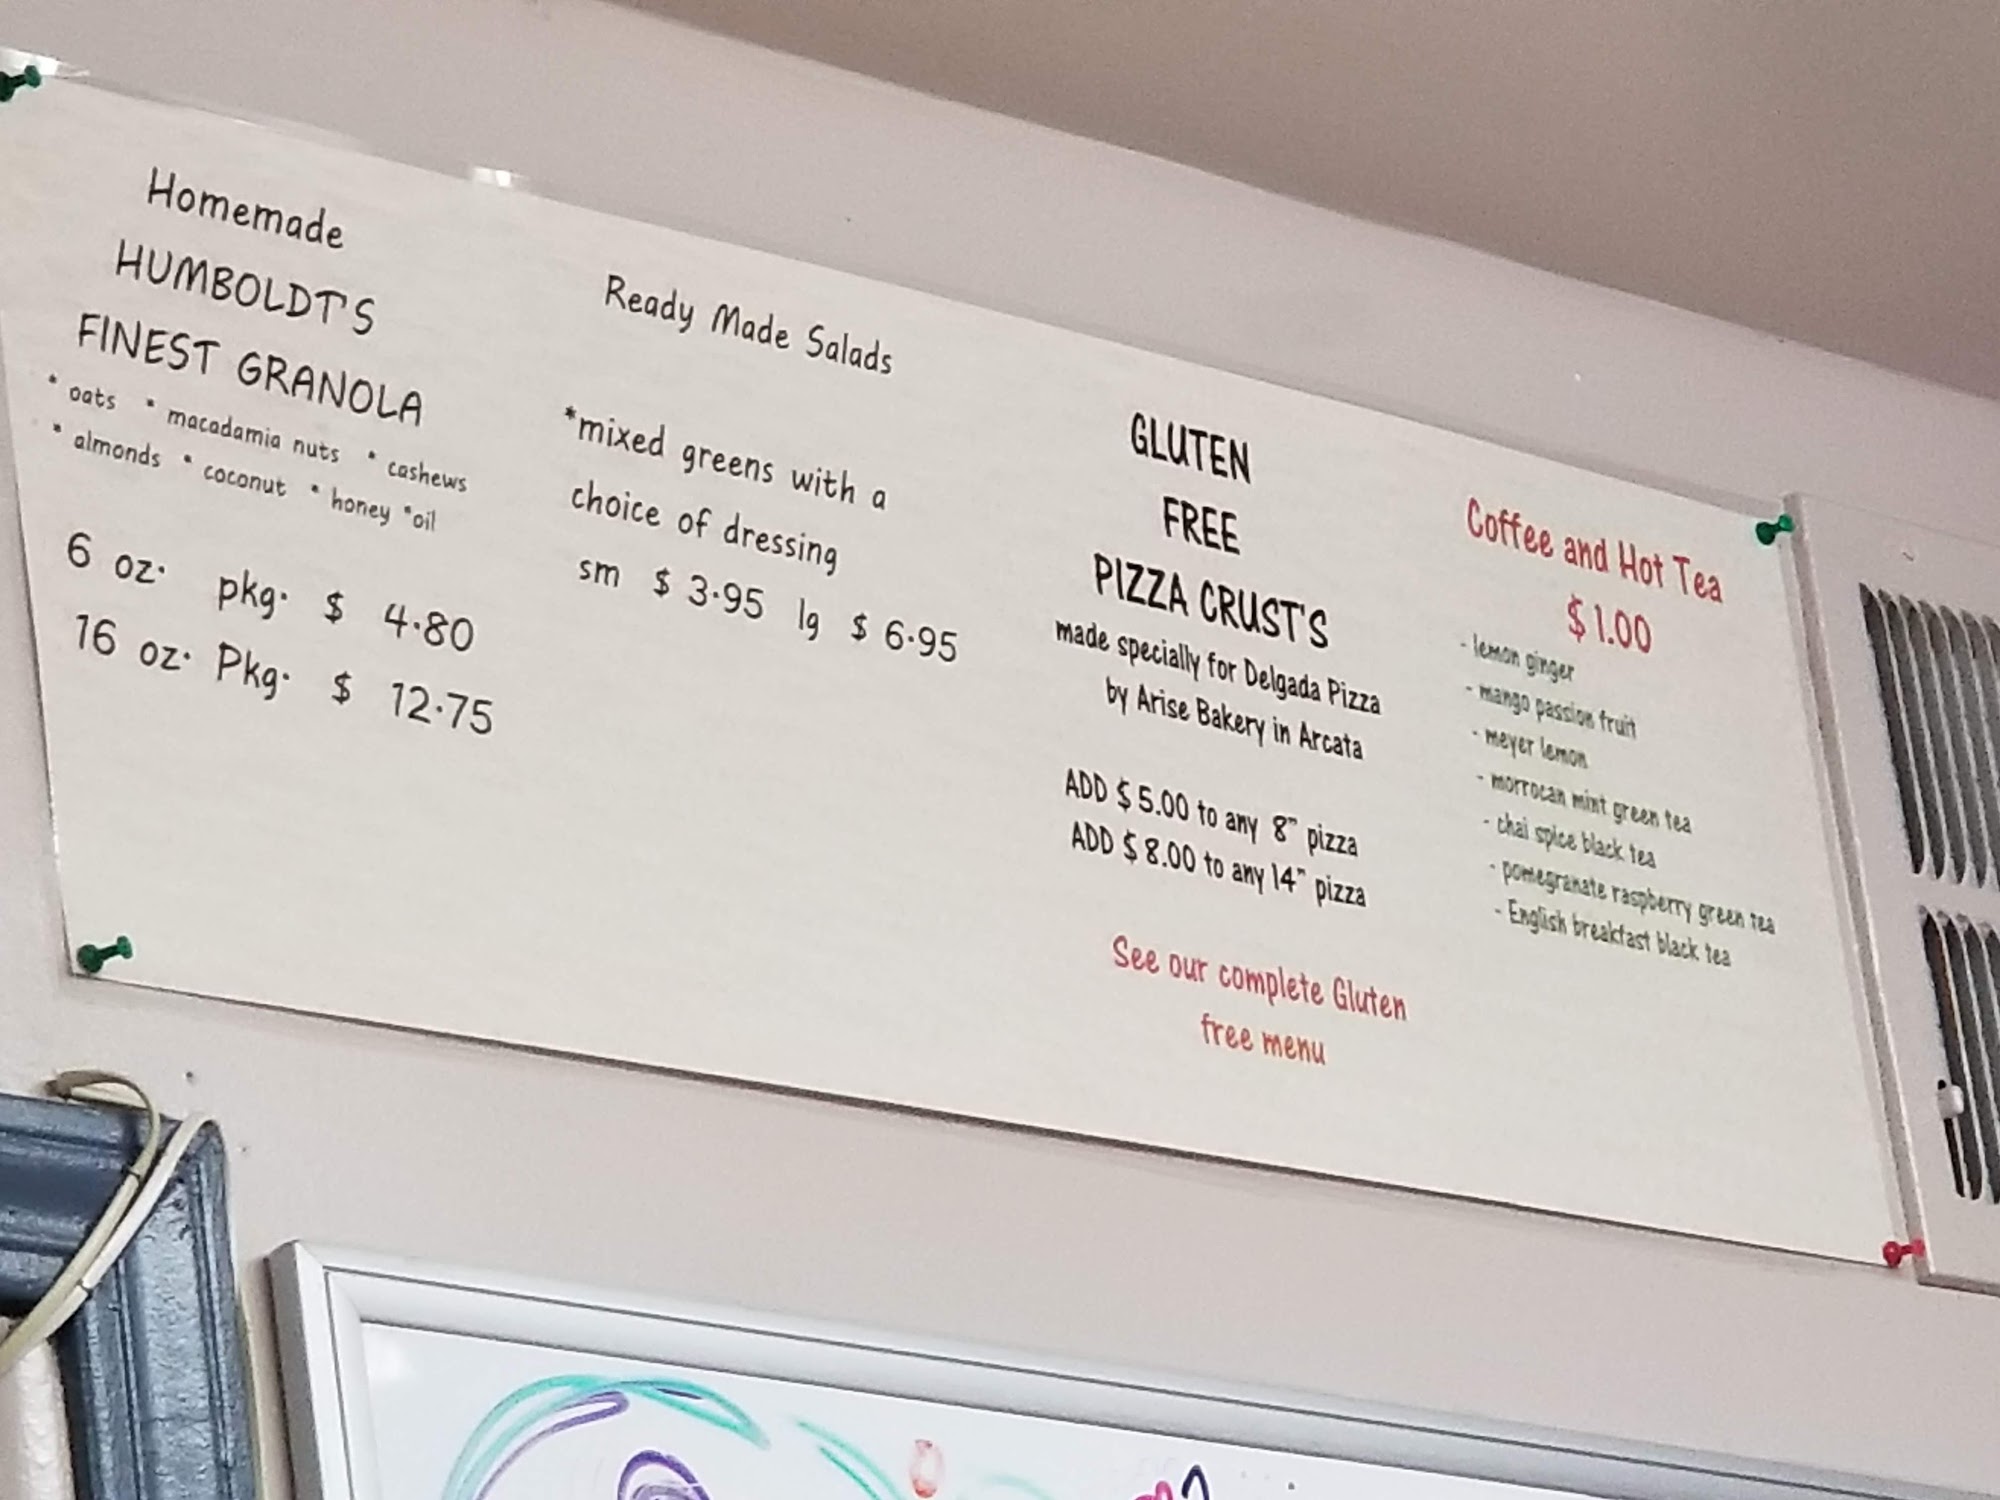 Homemade
HUMBOLDT'S
FINEST GRANOLA
* oats * macadamia nuts * cashews
* almonds * coconut * honey *oil
6 oz. pkg. $ 4.80
16 oz. Pkg. $ 12.75
Ready Made Salads
*mixed greens with a
choice of dressing
sm $ 3.95 lg $ 6.95
GLUTEN
FREE
PIZZA CRUST'S
made specially for Delgada Pizza
by Arise Bakery in Arcata
ADD $ 5.00 to any 8" pizza
ADD $ 8.00 to any 14" pizza
See our complete Gluten
free menu
Coffee and Hot Tea
$ 1.00
- lemon ginger
- mango passion fruit
- meyer lemon
- morrocan mint green tea
- chai spice black tea
- pomegranate raspberry green tea
- English breakfast black tea